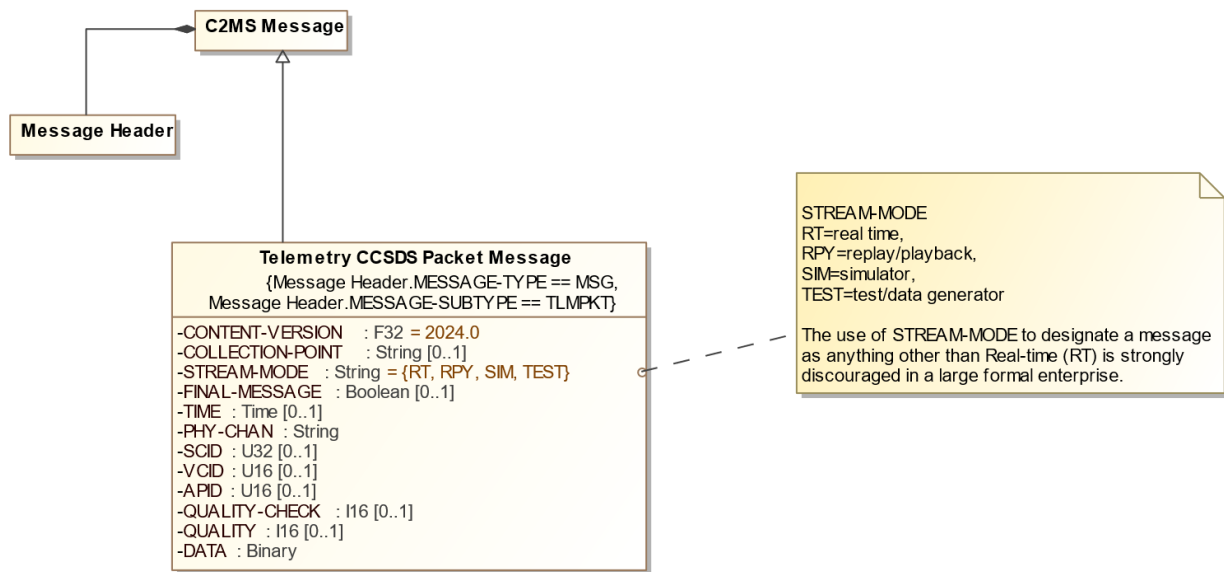 C2MS Message
Message Header
Telemetry CCSDS Packet Message
{Message Header.MESSAGE-TYPE == MSG,
Message Header.MESSAGE-SUBTYPE == TLMPKT}
-CONTENT-VERSION : F32 = 2024.0
-COLLECTION-POINT : String [0..1]
-STREAM-MODE : String = {RT, RPY, SIM, TEST}
-FINAL-MESSAGE : Boolean [0..1]
-TIME : Time [0..1]
-PHY-CHAN : String
-SCID : U32 [0..1]
-VCID : U16 [0..1]
-APID : U16 [0..1]
-QUALITY-CHECK : I16 [0..1]
-QUALITY : I16 [0..1]
-DATA : Binary
STREAM-MODE
RT=real time,
RPY=replay/playback,
SIM=simulator,
TEST=test/data generator
The use of STREAM-MODE to designate a message
as anything other than Real-time (RT) is strongly
discouraged in a large formal enterprise.